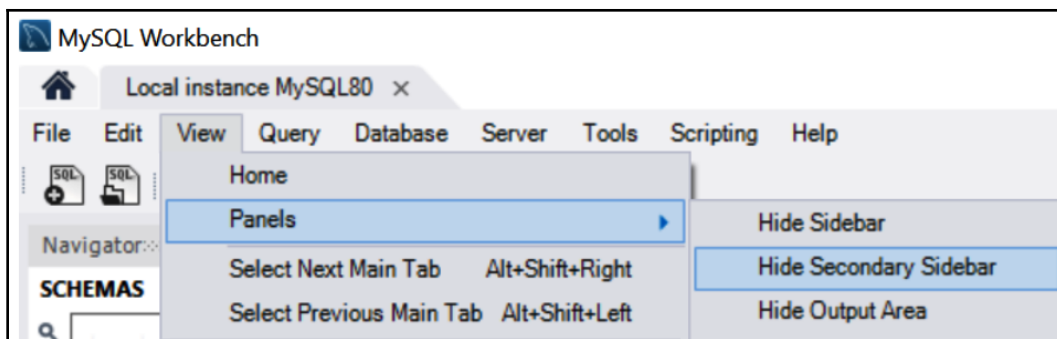 MySQL Workbench
Local instance MySQL80 ×
File Edit View Query Database Server Tools Scripting Help
SQL SQL Home
Panels
Hide Sidebar
Navigator
Select Next Main Tab Alt+Shift+Right
Hide Secondary Sidebar
SCHEMAS
Select Previous Main Tab Alt+Shift+Left
Hide Output Area